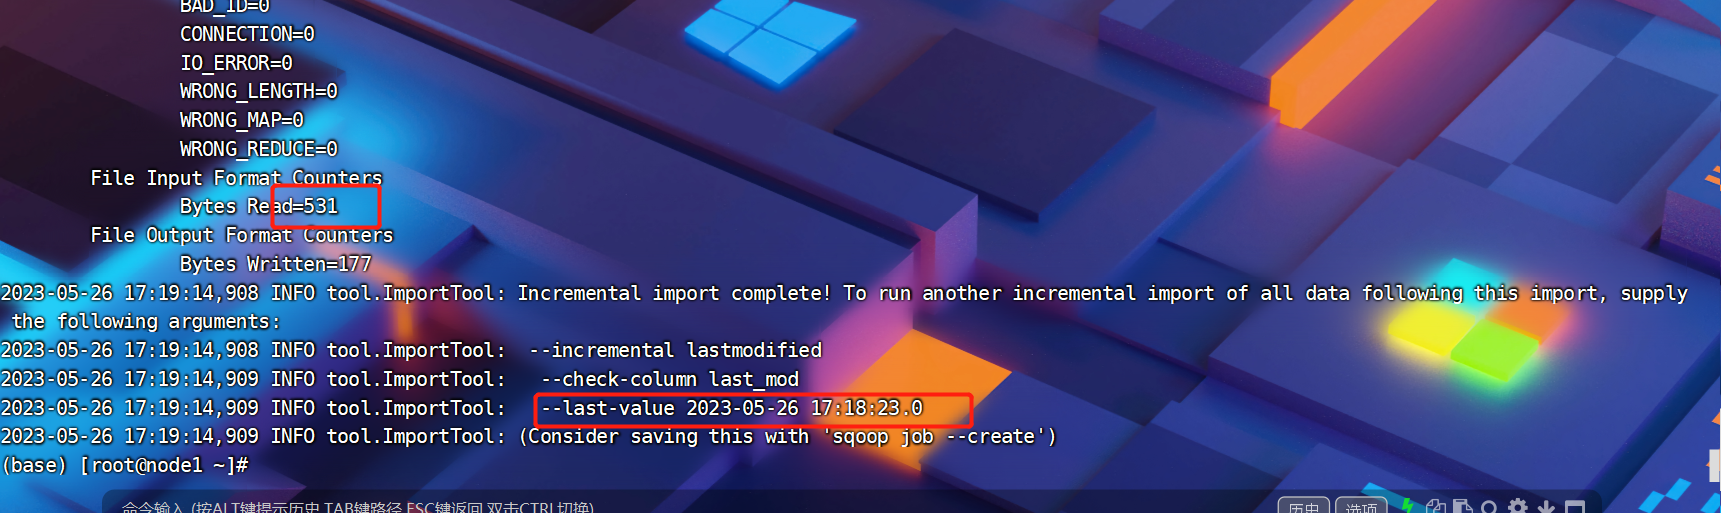 BAD_ID=0
CONNECTION=0
IO_ERROR=0
WRONG_LENGTH=0
WRONG_MAP=0
WRONG_REDUCE=0
File Input Format Counters
Bytes Read=531
File Output Format Counters
Bytes Written=177
2023-05-26 17:19:14,908 INFO tool.ImportTool: Incremental import complete! To run another incremental import of all data following this import, supply
the following arguments:
2023-05-26 17:19:14,908 INFO tool.ImportTool:  --incremental lastmodified
2023-05-26 17:19:14,909 INFO tool.ImportTool:   --check-column last_mod
2023-05-26 17:19:14,909 INFO tool.ImportTool:   --last-value 2023-05-26 17:18:23.0
2023-05-26 17:19:14,909 INFO tool.ImportTool: (Consider saving this with 'sqoop job --create')
(base) [root@node1 ~]#
命令输入 (按ALT键提示历史,TAB键路径,ESC键返回,双击CTRL切换)
历史 选项